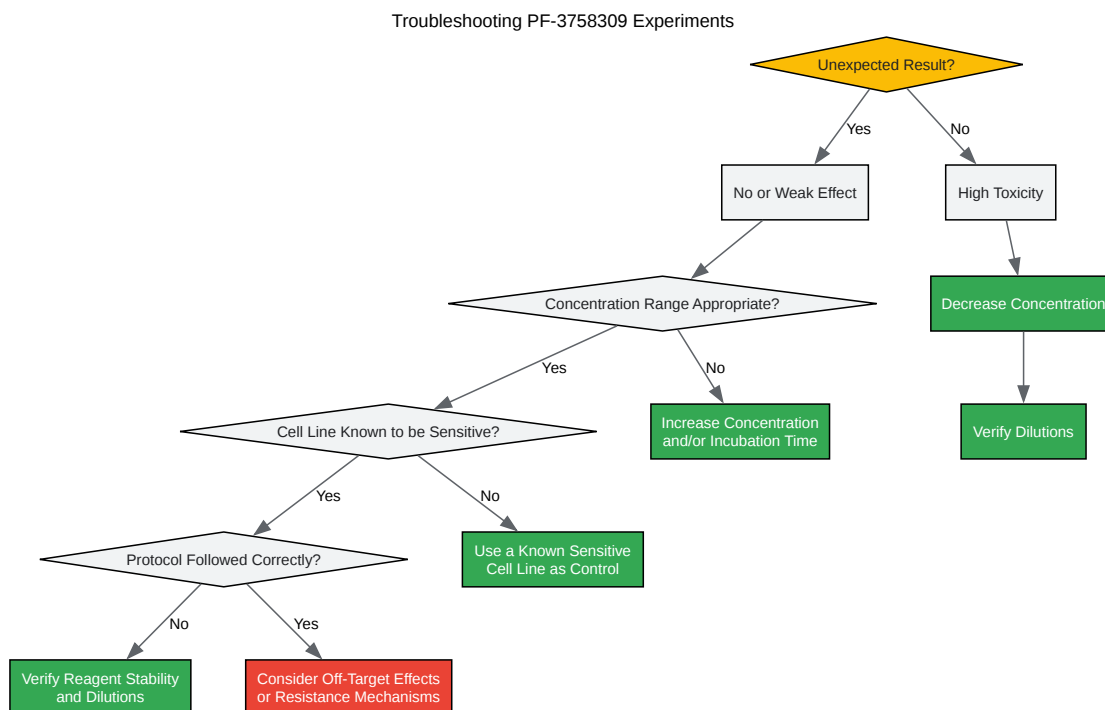 Troubleshooting PF-3758309 Experiments
Unexpected Result?
Yes
No
No or Weak Effect
High Toxicity
Concentration Range Appropriate?
Decrease Concentration
Yes
No
Cell Line Known to be Sensitive?
Increase Concentration
and/or Incubation Time
Verify Dilutions
Yes
No
Protocol Followed Correctly?
Use a Known Sensitive
Cell Line as Control
No
Yes
Verify Reagent Stability
and Dilutions
Consider Off-Target Effects
or Resistance Mechanisms